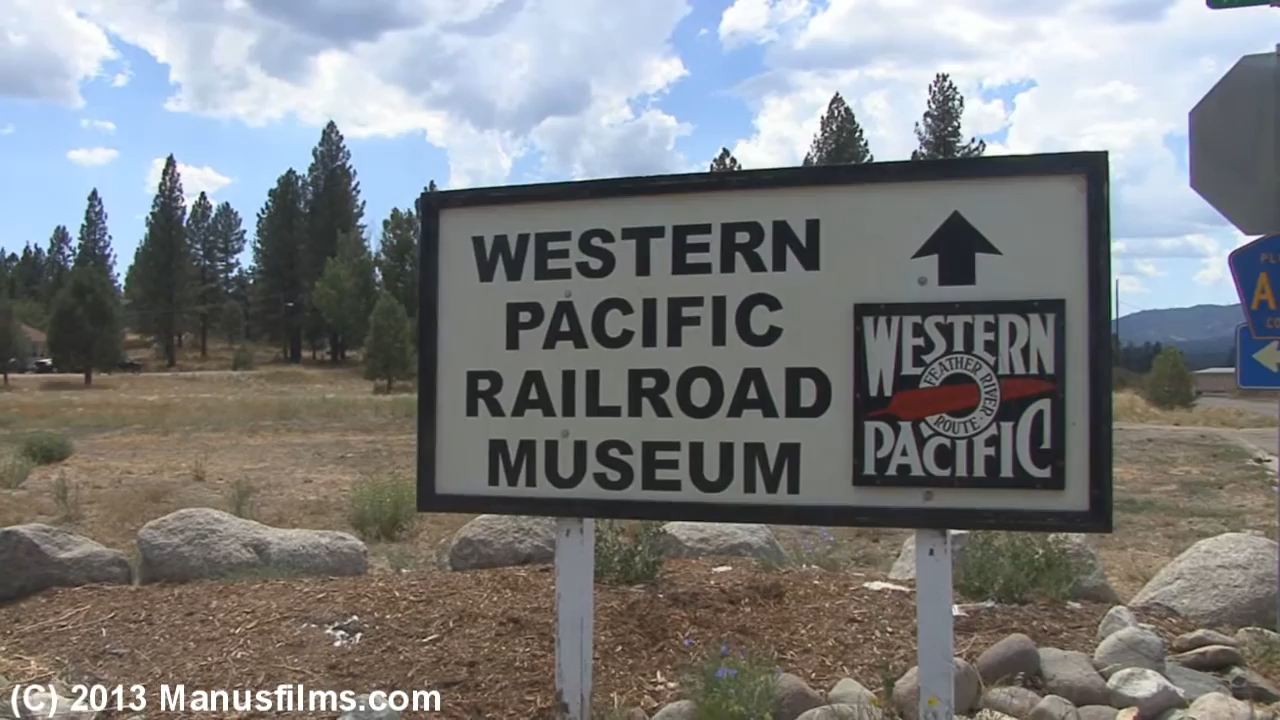 WESTERN
PACIFIC
RAILROAD
MUSEUM
WESTERN
FEATHER RIVER
ROUTE
PACIFIC
(C) 2013 Manusfilms.com